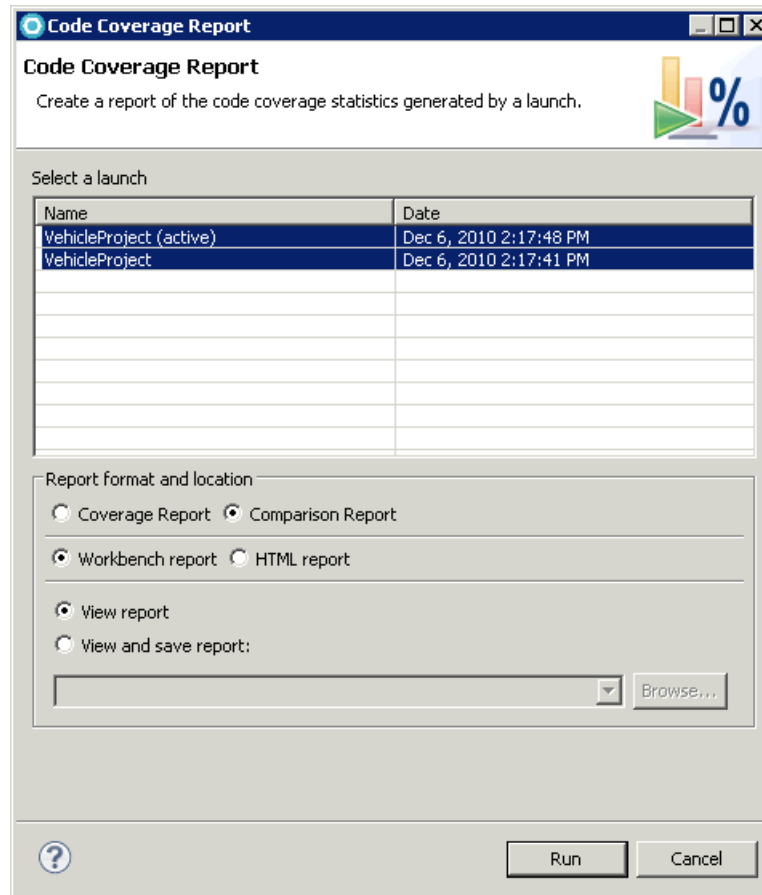 Code Coverage Report
Code Coverage Report
Create a report of the code coverage statistics generated by a launch.
%
Select a launch
Name Date
VehicleProject (active) Dec 6, 2010 2:17:48 PM
VehicleProject Dec 6, 2010 2:17:41 PM
Report format and location
Coverage Report Comparison Report
Workbench report HTML report
View report
View and save report:
Browse...
?
Run Cancel